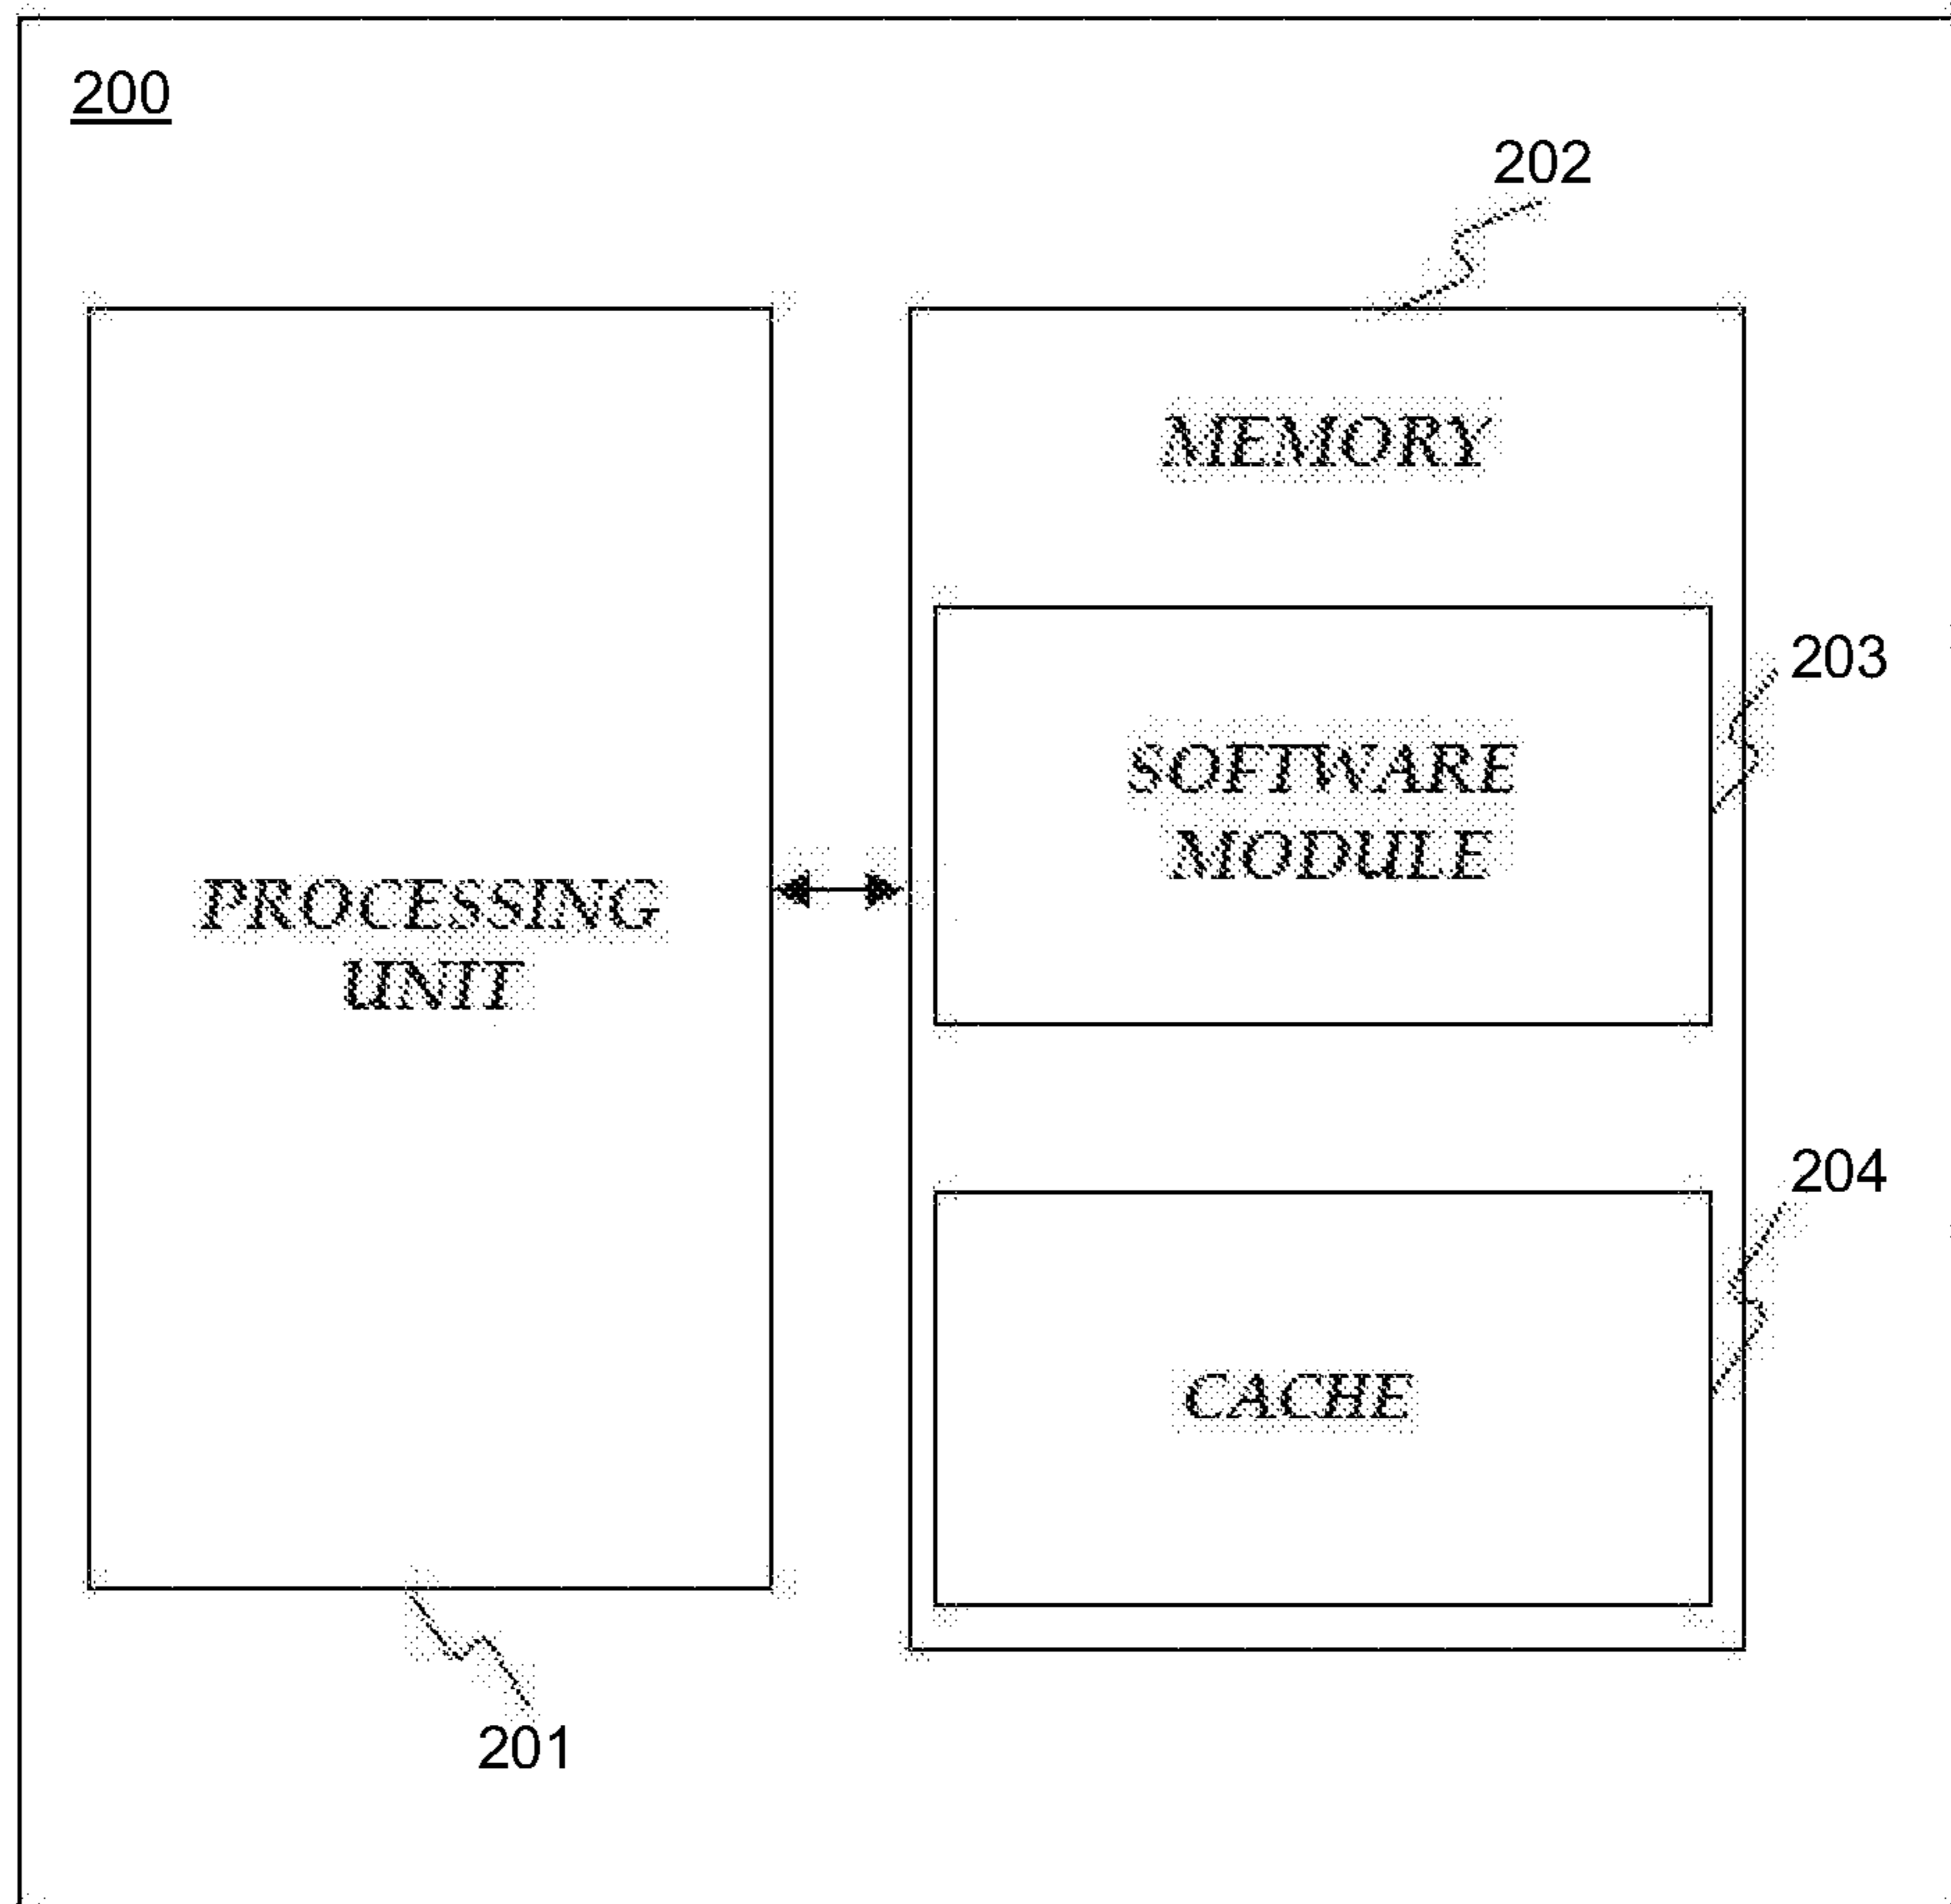 200
202
MEMORY
203
SOFTWARE
MODULE
PROCESSING
UNIT
204
CACHE
201